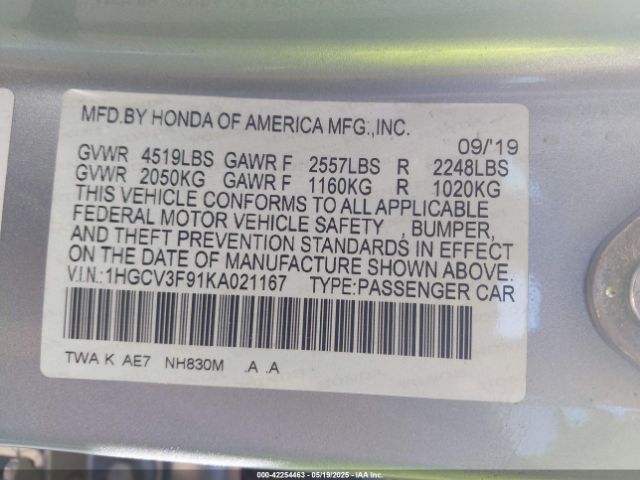 MFD.BY HONDA OF AMERICA MFG.,INC.
09/'19
GVWR 4519LBS GAWR F 2557LBS R 2248LBS
GVWR 2050KG GAWR F 1160KG R 1020KG
THIS VEHICLE CONFORMS TO ALL APPLICABLE
FEDERAL MOTOR VEHICLE SAFETY , BUMPER,
AND THEFT PREVENTION STANDARDS IN EFFECT
ON THE DATE OF MANUFACTURE SHOWN ABOVE.
V.I.N.:1HGCV3F91KA021167 TYPE:PASSENGER CAR
TWA K AE7 NH830M .A .A
© - 42254463 - 05/19/2025 - IAA Inc.